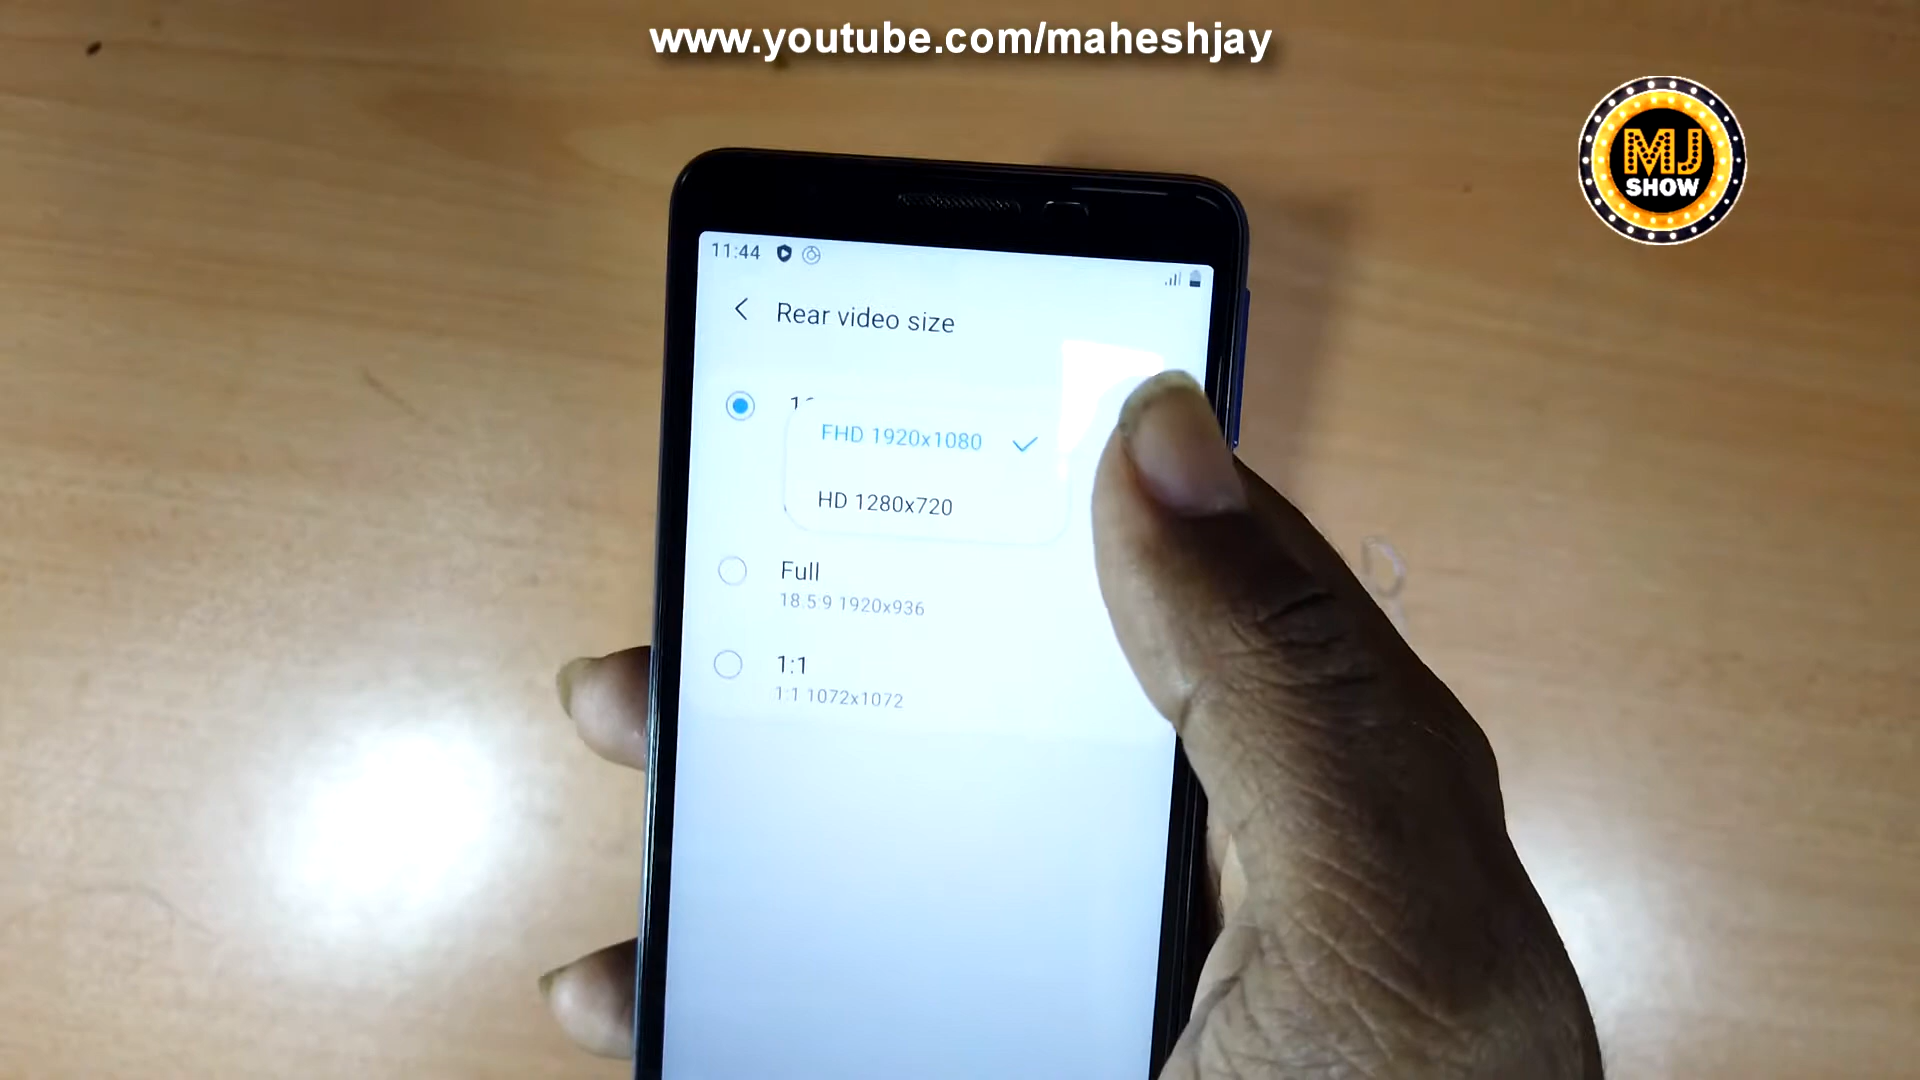 www.youtube.com/maheshjay
MJ
SHOW
11:44
Rear video size
FHD 1920x1080
HD 1280x720
Full
18.5:9 1920x936
1:1
1:1 1072x1072